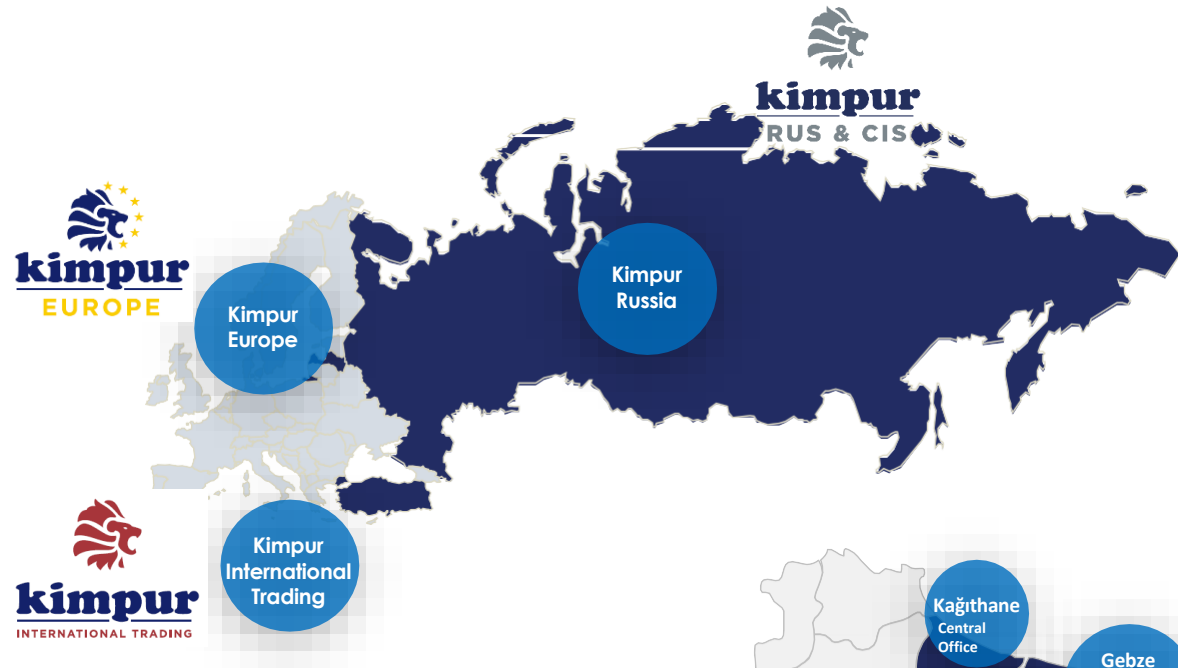 kimpur
RUS & CIS
kimpur
EUROPE
Kimpur
Europe
Kimpur
Russia
kimpur
INTERNATIONAL TRADING
Kimpur
International
Trading
Kağıthane
Central
Office
Gebze